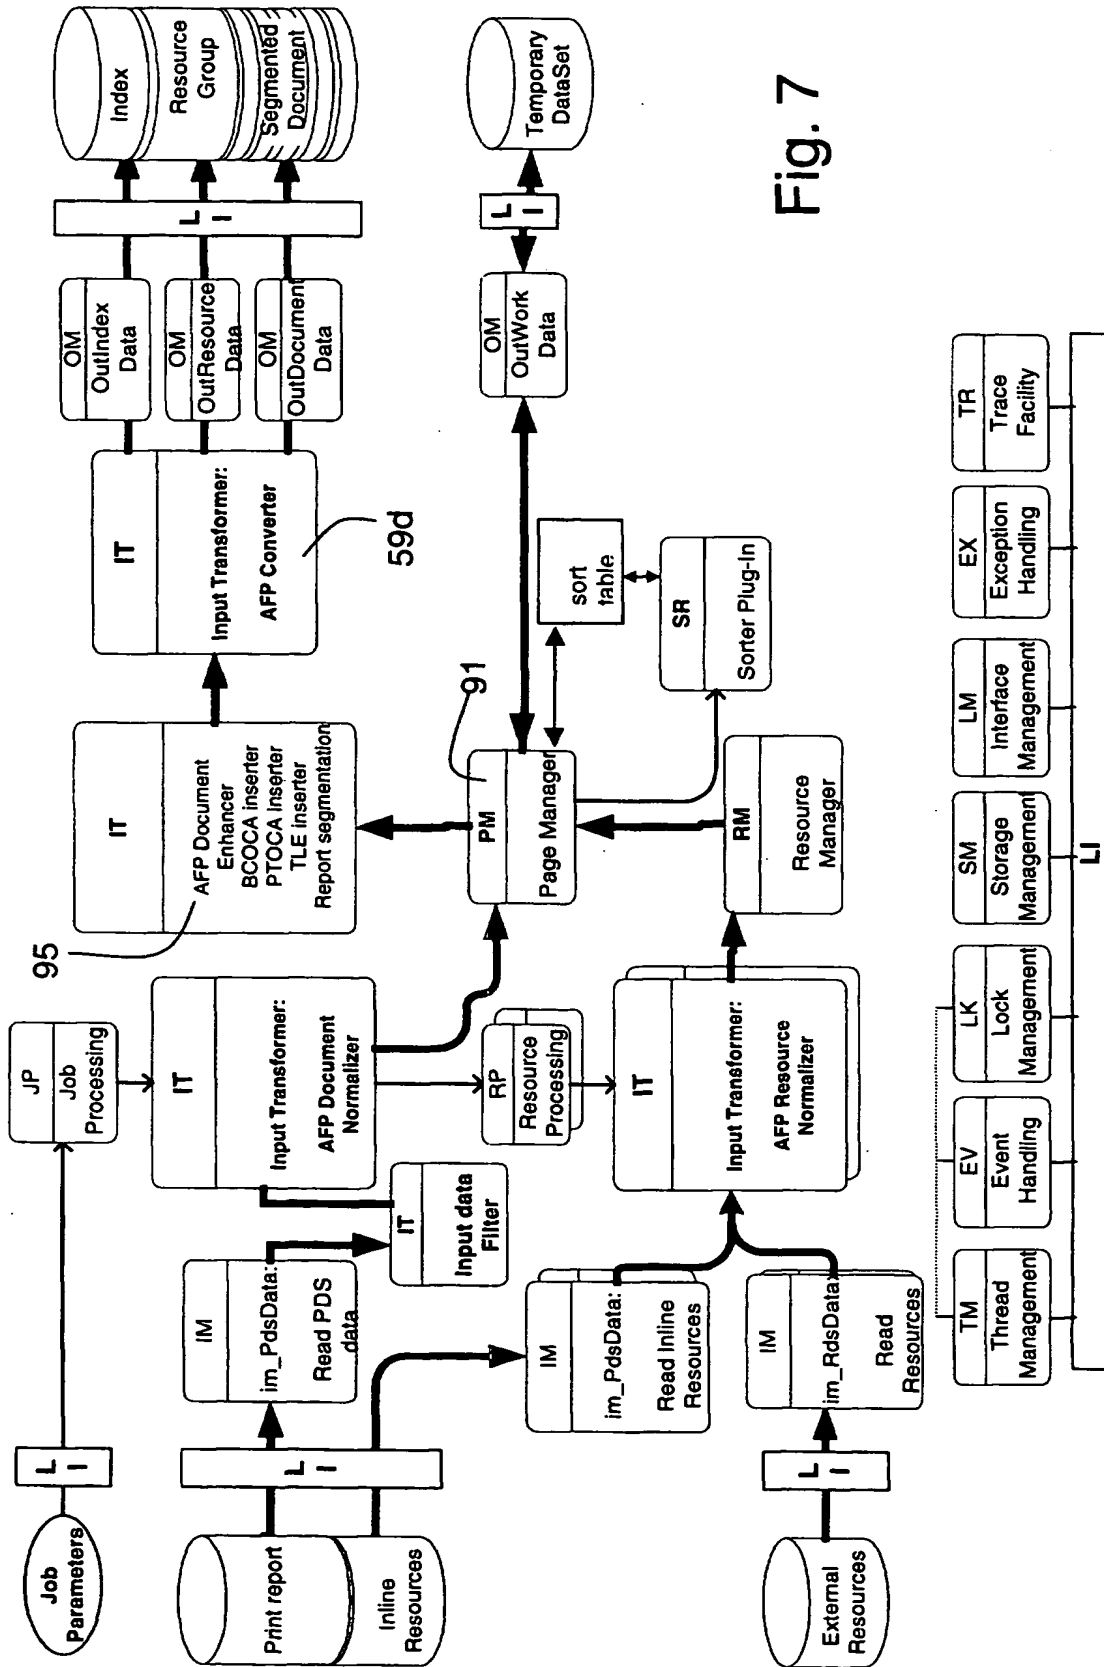 Job
Parameters
L
I
JP
Job
Processing
Print report
Inline
Resources
L
I
IM
im_PdsData:
Read PDS
data
IT
Input data
Filter
IT
Input Transformer:
AFP Document
Normalizer
95
IT
AFP Document
Enhancer
BCOCA inserter
PTOCA Inserter
TLE inserter
Report segmentation
IT
Input Transformer:
AFP Converter
59d
OM
OutIndex
Data
OM
OutResource
Data
OM
OutDocument
Data
L
I
Index
Resource
Group
Segmented
Document
IM
im_PdsData:
Read Inline
Resources
RP
Resource
Processing
IT
Input Transformer:
AFP Resource
Normalizer
PM
Page Manager
91
RM
Resource
Manager
sort
table
SR
Sorter Plug-In
OM
OutWork
Data
L
I
Temporary
DataSet
External
Resources
L
I
IM
im_RdsData:
Read
Resources
TM
Thread
Management
EV
Event
Handling
LK
Lock
Management
SM
Storage
Management
LM
Interface
Management
EX
Exception
Handling
TR
Trace
Facility
LI
Fig. 7